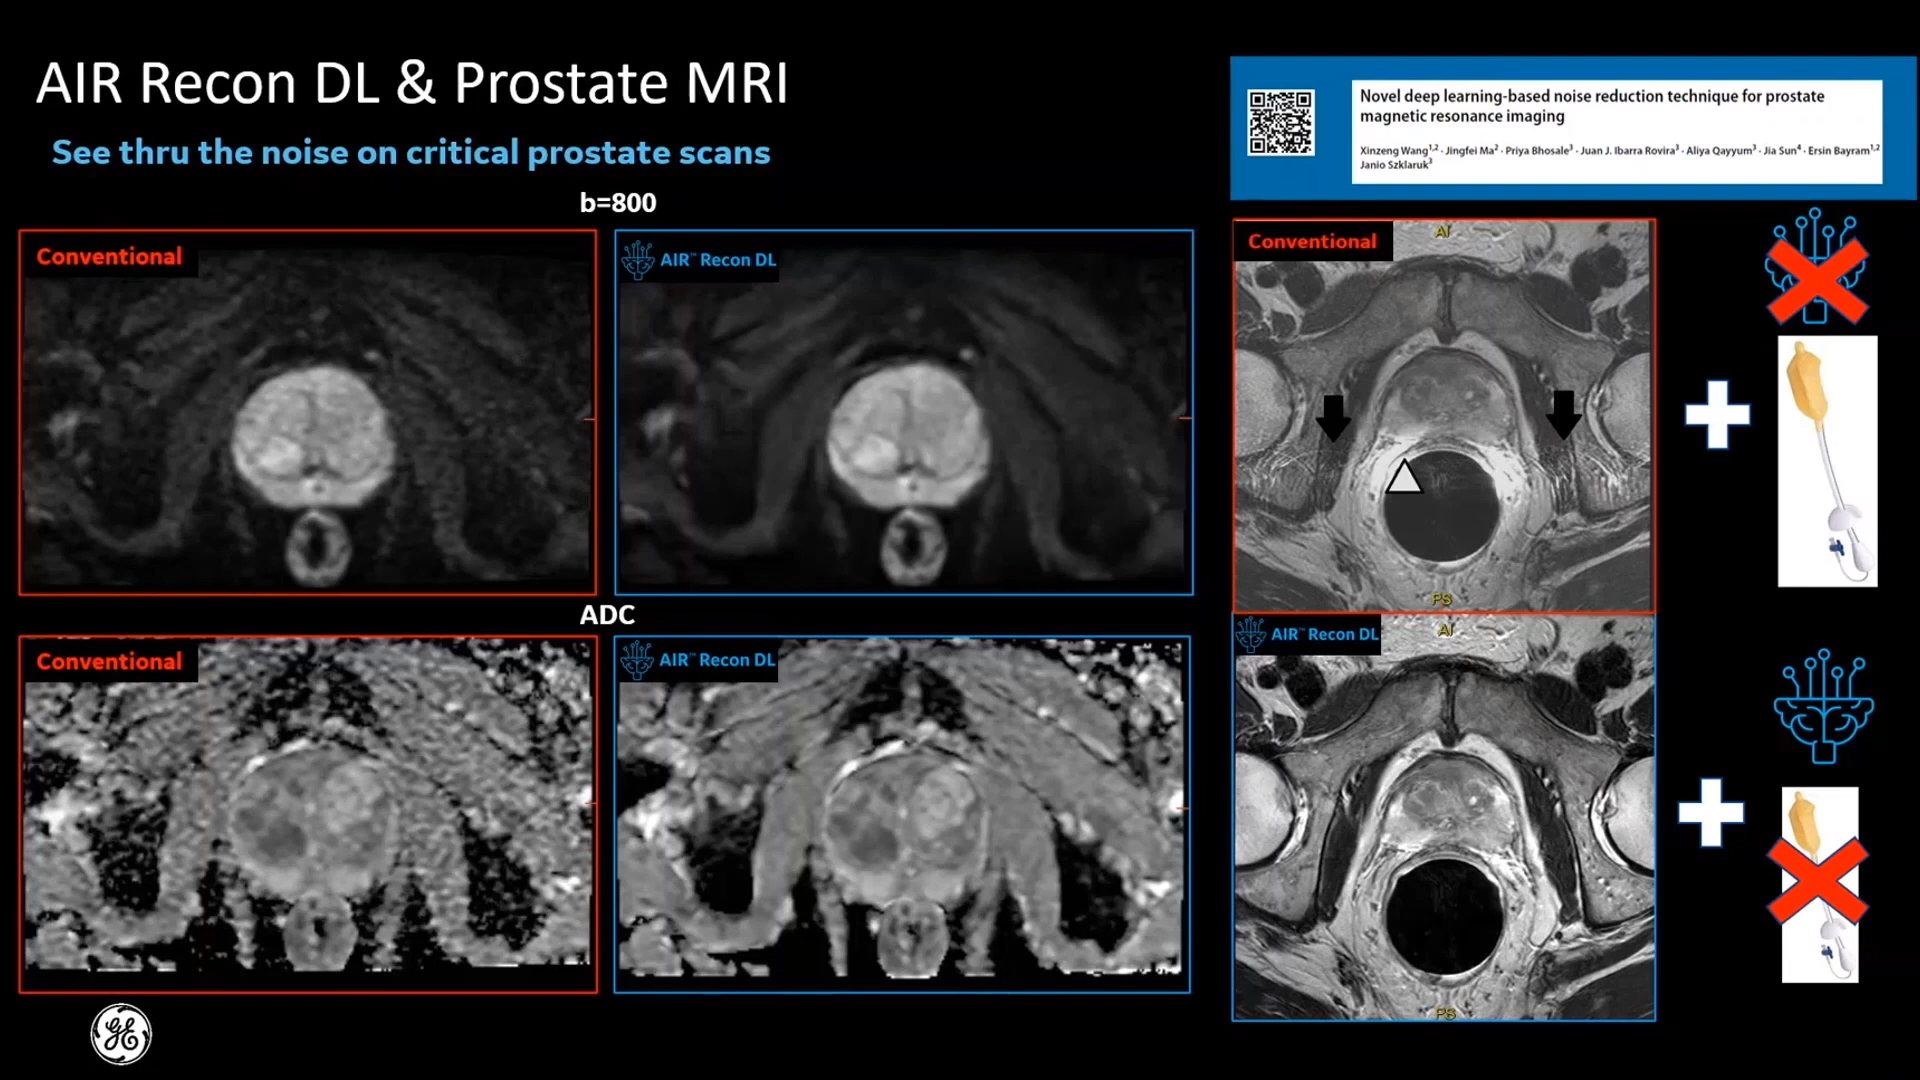 AIR Recon DL & Prostate MRI
See thru the noise on critical prostate scans
b=800
Conventional
AIR™ Recon DL
ADC
Conventional
AIR™ Recon DL
Novel deep learning-based noise reduction technique for prostate
magnetic resonance imaging
Xinzeng Wang1,2 · Jingfei Ma2 · Priya Bhosale3 · Juan J. Ibarra Rovira3 · Aliya Qayyum3 · Jia Sun4 · Ersin Bayram1,2
Janio Szklaruk3
Conventional
AI
PS
AIR™ Recon DL
AI
PS
GE